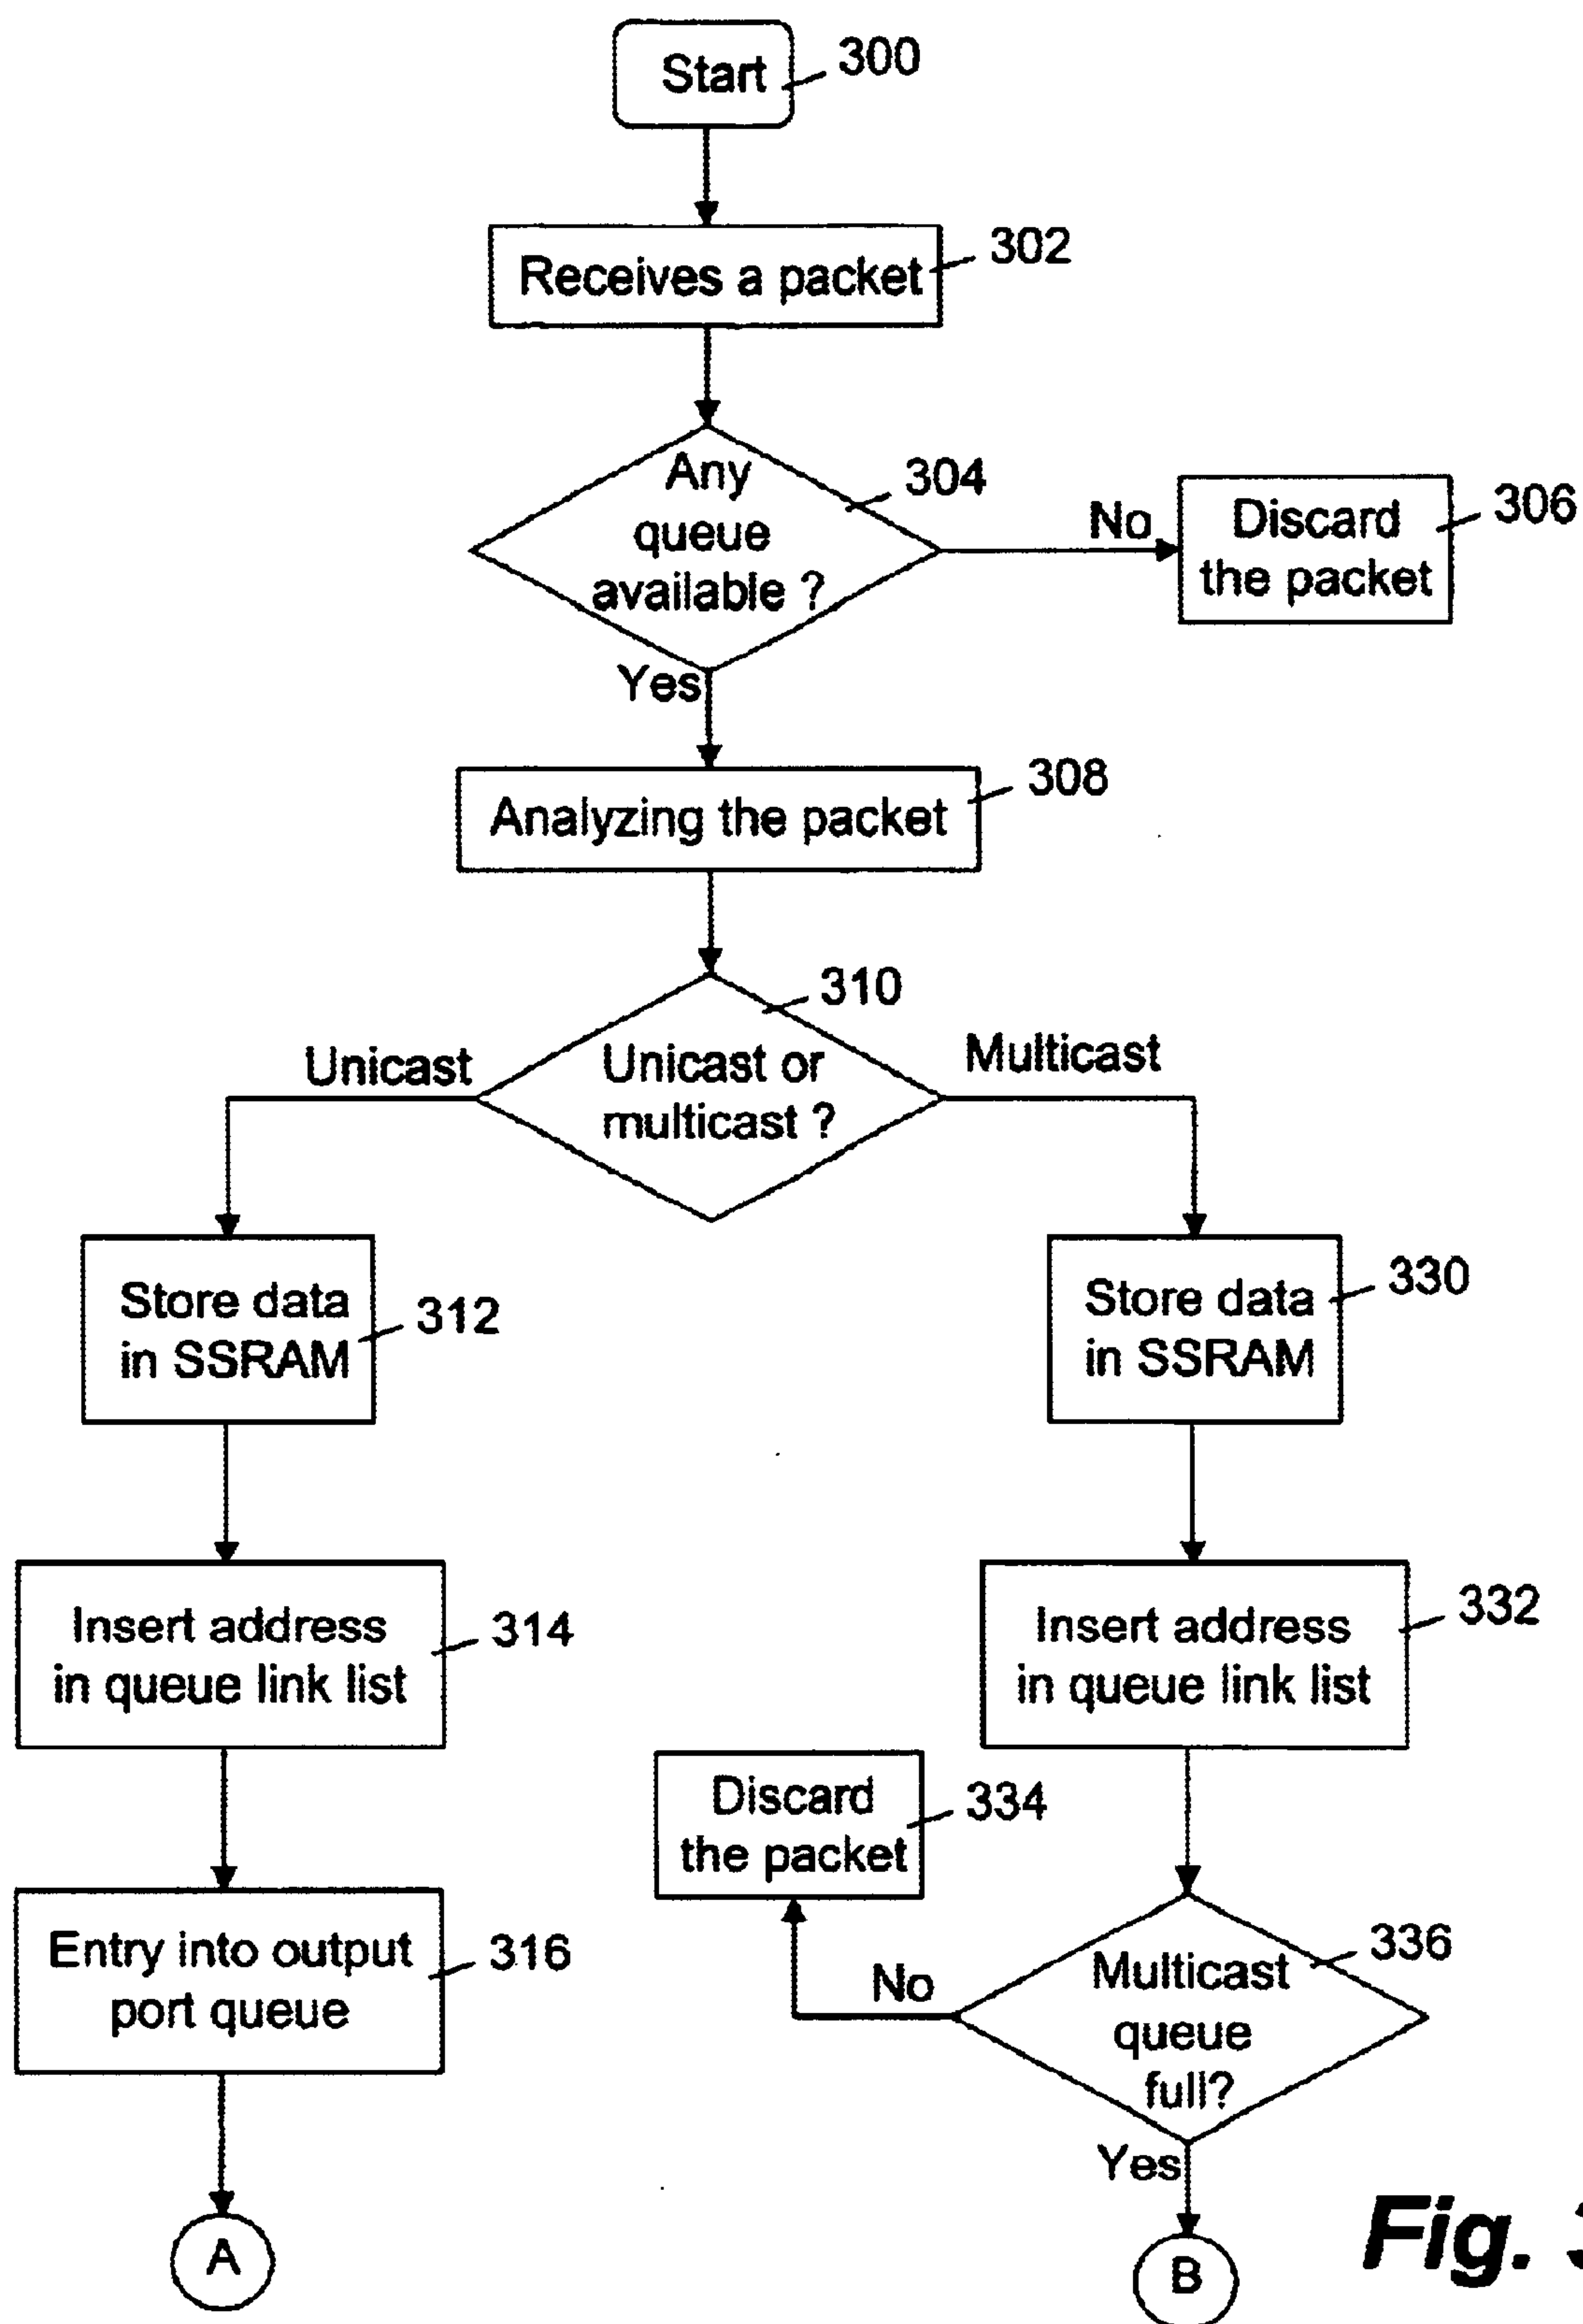 Start
300
Receives a packet
302
Any
queue
available ?
304
No
Discard
the packet
306
Yes
Analyzing the packet
308
310
Unicast
Unicast or
multicast ?
Multicast
Store data
in SSRAM
312
Store data
in SSRAM
330
Insert address
in queue link list
314
Insert address
in queue link list
332
Discard
the packet
334
Entry into output
port queue
316
No
Multicast
queue
full?
336
Yes
A
B
Fig.